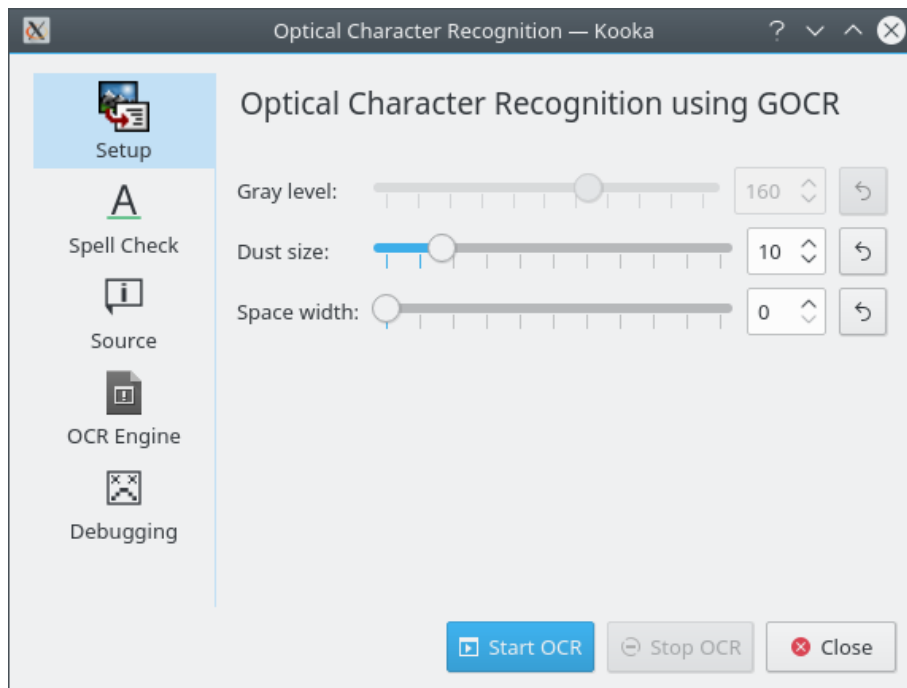 Optical Character Recognition — Kooka
Setup
Spell Check
Source
OCR Engine
Debugging
Optical Character Recognition using GOCR
Gray level: 160
Dust size: 10
Space width: 0
Start OCR Stop OCR Close